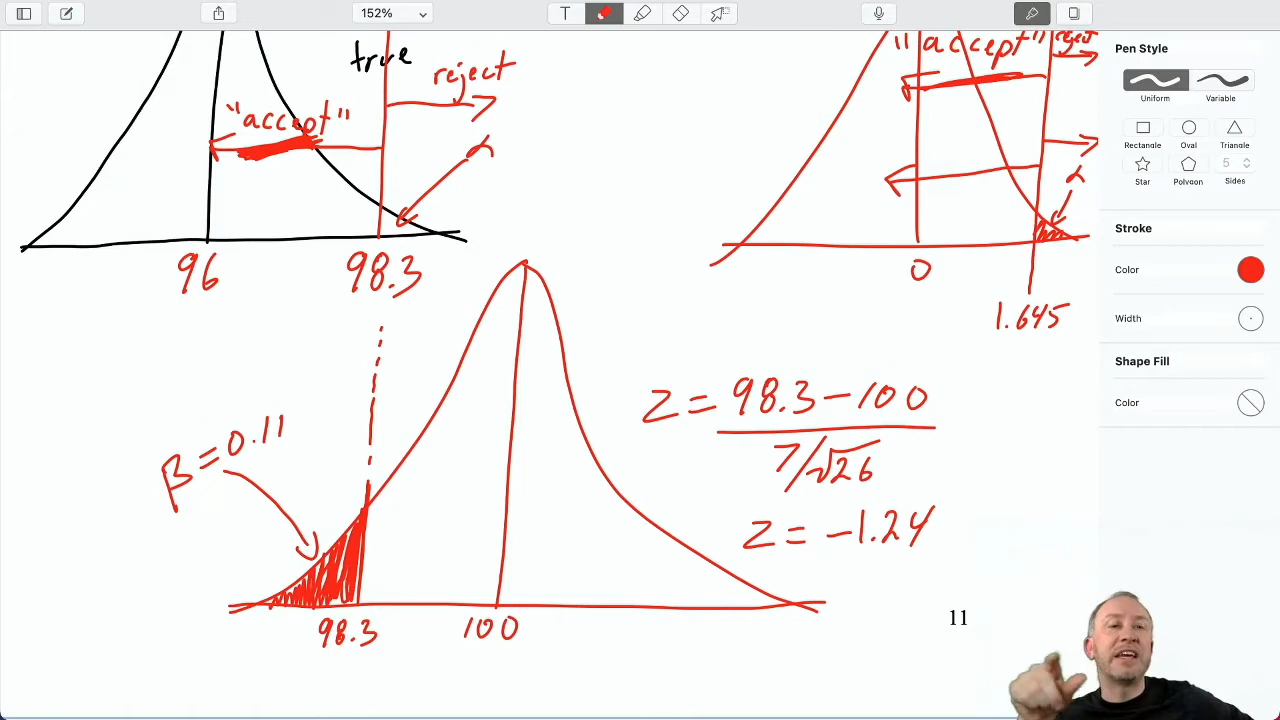 152%
T
true
reject
"accept"
α
96
98.3
"accept"
reject
α
0
1.645
β = 0.11
98.3
100
z = 98.3 - 100
7/√26
z = -1.24
11
Pen Style
Uniform
Variable
Rectangle
Oval
Triangle
Star
Polygon
5
Sides
Stroke
Color
Width
Shape Fill
Color